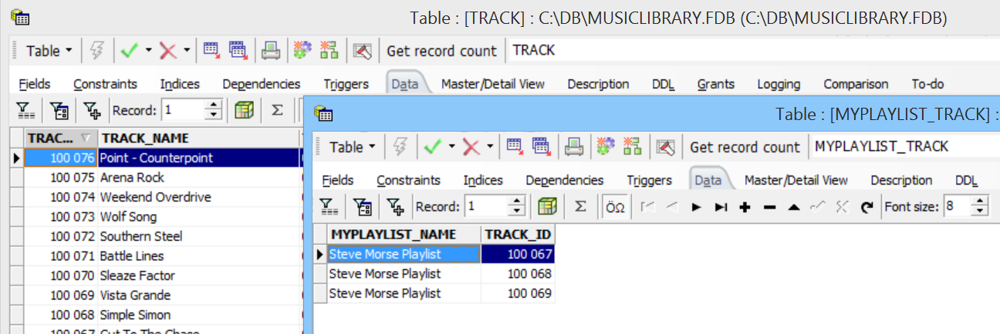 Table : [TRACK] : C:\DB\MUSICLIBRARY.FDB (C:\DB\MUSICLIBRARY.FDB)
Table Get record count TRACK
Fields Constraints Indices Dependencies Triggers Data Master/Detail View Description DDL Grants Logging Comparison To-do
Record: 1 Σ
TRAC... TRACK_NAME
100 076 Point - Counterpoint
100 075 Arena Rock
100 074 Weekend Overdrive
100 073 Wolf Song
100 072 Southern Steel
100 071 Battle Lines
100 070 Sleaze Factor
100 069 Vista Grande
100 068 Simple Simon
100 067 Cut To The Chase
Table : [MYPLAYLIST_TRACK] :
Table Get record count MYPLAYLIST_TRACK
Fields Constraints Indices Dependencies Triggers Data Master/Detail View Description DDL
Record: 1 Σ ÖΩ Font size: 8
MYPLAYLIST_NAME TRACK_ID
Steve Morse Playlist 100 067
Steve Morse Playlist 100 068
Steve Morse Playlist 100 069